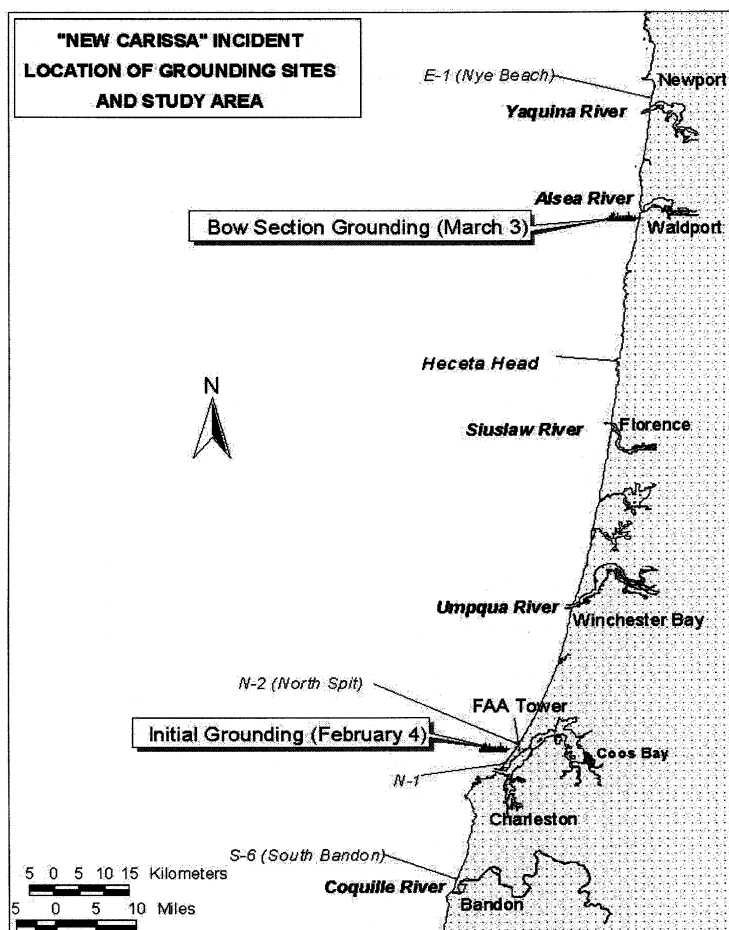 "NEW CARISSA" INCIDENT
LOCATION OF GROUNDING SITES
AND STUDY AREA
E-1 (Nye Beach)
Newport
Yaquina River
Alsea River
Bow Section Grounding (March 3)
Waldport
Heceta Head
N
Siuslaw River
Florence
Umpqua River
Winchester Bay
N-2 (North Spit)
FAA Tower
Initial Grounding (February 4)
Coos Bay
N-1
Charleston
S-6 (South Bandon)
5 0 5 10 15 Kilometers
Coquille River
Bandon
5 0 5 10 Miles